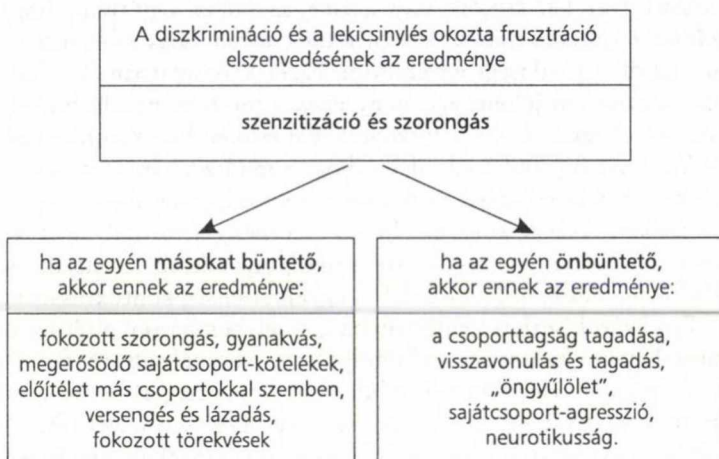 A diszkrimináció és a lekicsinylés okozta frusztráció
elszenvedésének az eredménye
szenzitizáció és szorongás
ha az egyén másokat büntető,
akkor ennek az eredménye:
fokozott szorongás, gyanakvás,
megerősödő sajátcsoport-kötelékek,
előítélet más csoportokkal szemben,
versengés és lázadás,
fokozott törekvések
ha az egyén önbüntető,
akkor ennek az eredménye:
a csoporttagság tagadása,
visszavonulás és tagadás,
„öngyűlölet”,
sajátcsoport-agresszió,
neurotikusság.